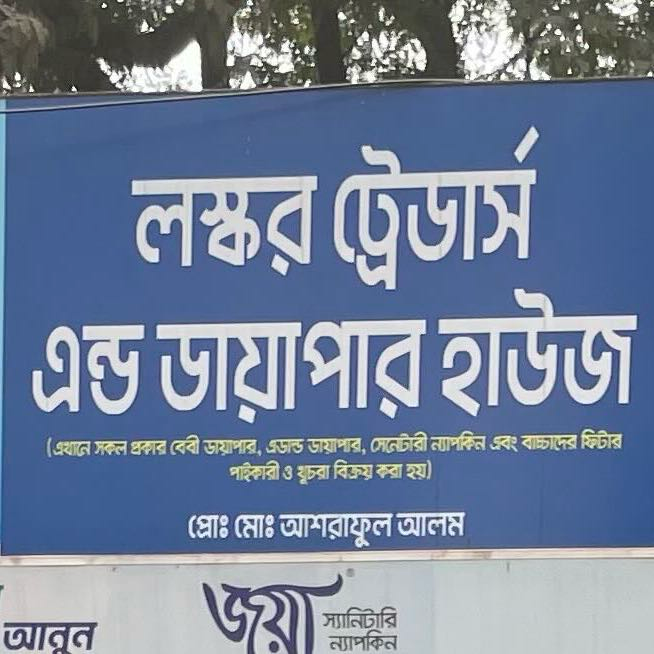 লস্কর ট্রেডার্স
এন্ড ডায়াপার হাউজ
(এখানে সকল প্রকার বেবী ডায়াপার, এডাল্ড ডায়াপার, সেনেটারী ন্যাপকিন এবং বাচ্চাদের ফিটার
পাইকারী ও খুচরা বিক্রয় করা হয়)
প্রোঃ মোঃ আশরাফুল আলম
আনুন
জয়া®
স্যানিটারি
ন্যাপকিন